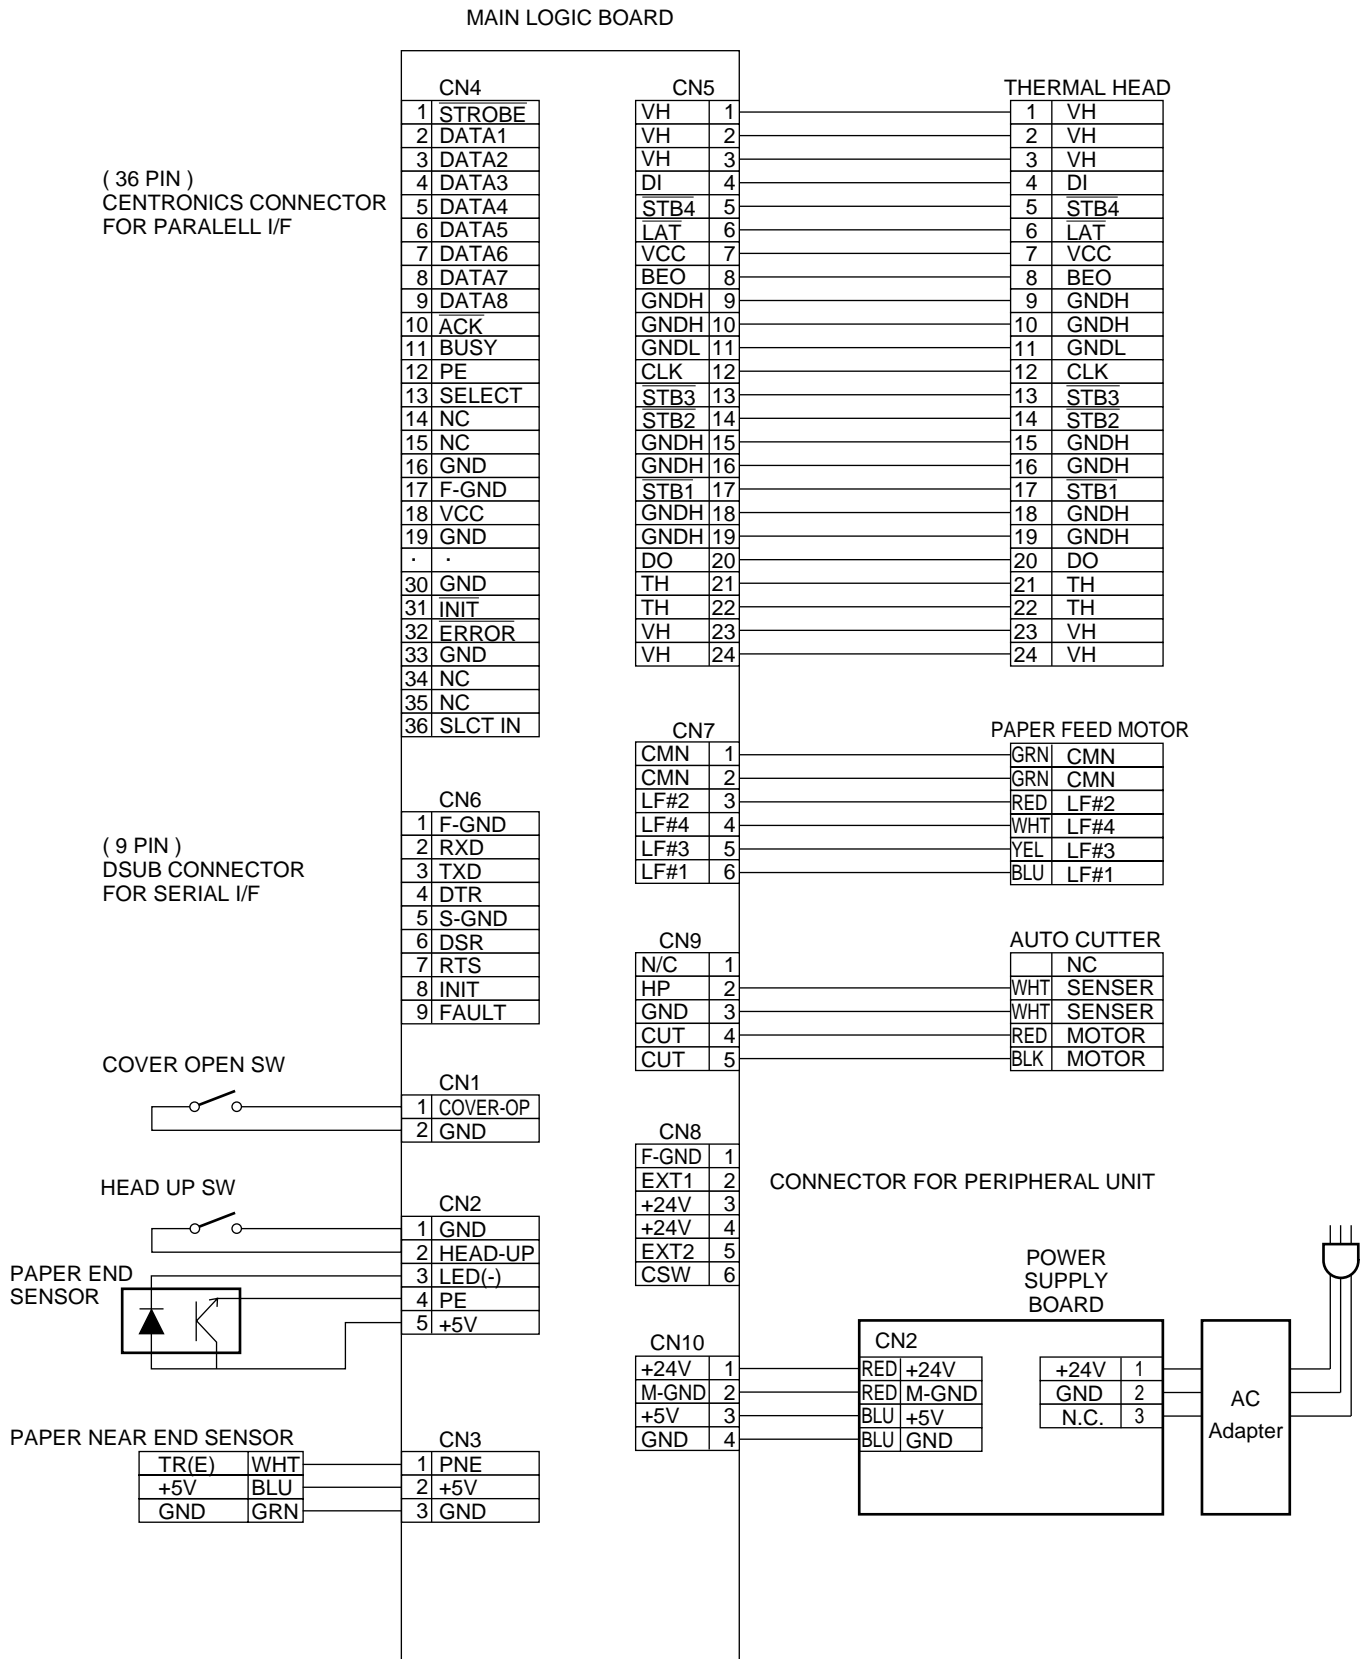 MAIN LOGIC BOARD
( 36 PIN )
CENTRONICS CONNECTOR
FOR PARALELL I/F
CN4
1 STROBE
2 DATA1
3 DATA2
4 DATA3
5 DATA4
6 DATA5
7 DATA6
8 DATA7
9 DATA8
10 ACK
11 BUSY
12 PE
13 SELECT
14 NC
15 NC
16 GND
17 F-GND
18 VCC
19 GND
· ·
30 GND
31 INIT
32 ERROR
33 GND
34 NC
35 NC
36 SLCT IN
( 9 PIN )
DSUB CONNECTOR
FOR SERIAL I/F
CN6
1 F-GND
2 RXD
3 TXD
4 DTR
5 S-GND
6 DSR
7 RTS
8 INIT
9 FAULT
COVER OPEN SW
CN1
1 COVER-OP
2 GND
HEAD UP SW
PAPER END
SENSOR
CN2
1 GND
2 HEAD-UP
3 LED(-)
4 PE
5 +5V
PAPER NEAR END SENSOR
TR(E) WHT
+5V BLU
GND GRN
CN3
1 PNE
2 +5V
3 GND
CN5
VH 1
VH 2
VH 3
DI 4
STB4 5
LAT 6
VCC 7
BEO 8
GNDH 9
GNDH 10
GNDL 11
CLK 12
STB3 13
STB2 14
GNDH 15
GNDH 16
STB1 17
GNDH 18
GNDH 19
DO 20
TH 21
TH 22
VH 23
VH 24
THERMAL HEAD
1 VH
2 VH
3 VH
4 DI
5 STB4
6 LAT
7 VCC
8 BEO
9 GNDH
10 GNDH
11 GNDL
12 CLK
13 STB3
14 STB2
15 GNDH
16 GNDH
17 STB1
18 GNDH
19 GNDH
20 DO
21 TH
22 TH
23 VH
24 VH
CN7
CMN 1
CMN 2
LF#2 3
LF#4 4
LF#3 5
LF#1 6
PAPER FEED MOTOR
GRN CMN
GRN CMN
RED LF#2
WHT LF#4
YEL LF#3
BLU LF#1
CN9
N/C 1
HP 2
GND 3
CUT 4
CUT 5
AUTO CUTTER
NC
WHT SENSER
WHT SENSER
RED MOTOR
BLK MOTOR
CN8
F-GND 1
EXT1 2
+24V 3
+24V 4
EXT2 5
CSW 6
CONNECTOR FOR PERIPHERAL UNIT
CN10
+24V 1
M-GND 2
+5V 3
GND 4
POWER
SUPPLY
BOARD
CN2
RED +24V
RED M-GND
BLU +5V
BLU GND
+24V 1
GND 2
N.C. 3
AC
Adapter